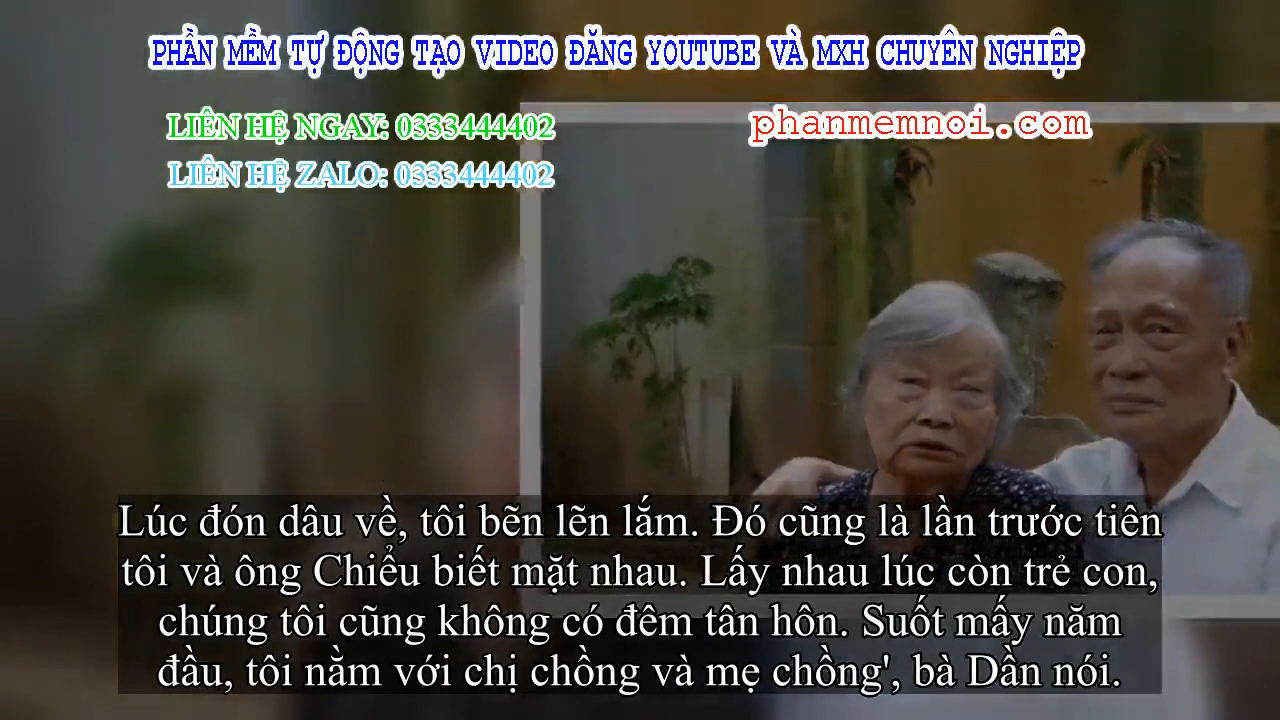 PHẦN MỀM TỰ ĐỘNG TẠO VIDEO ĐĂNG YOUTUBE VÀ MXH CHUYÊN NGHIỆP
LIÊN HỆ NGAY: 0333444402
phanmemnoi.com
LIÊN HỆ ZALO: 0333444402
Lúc đón dâu về, tôi bẽn lẽn lắm. Đó cũng là lần trước tiên
tôi và ông Chiểu biết mặt nhau. Lấy nhau lúc còn trẻ con,
chúng tôi cũng không có đêm tân hôn. Suốt mấy năm
đầu, tôi nằm với chị chồng và mẹ chồng', bà Dần nói.